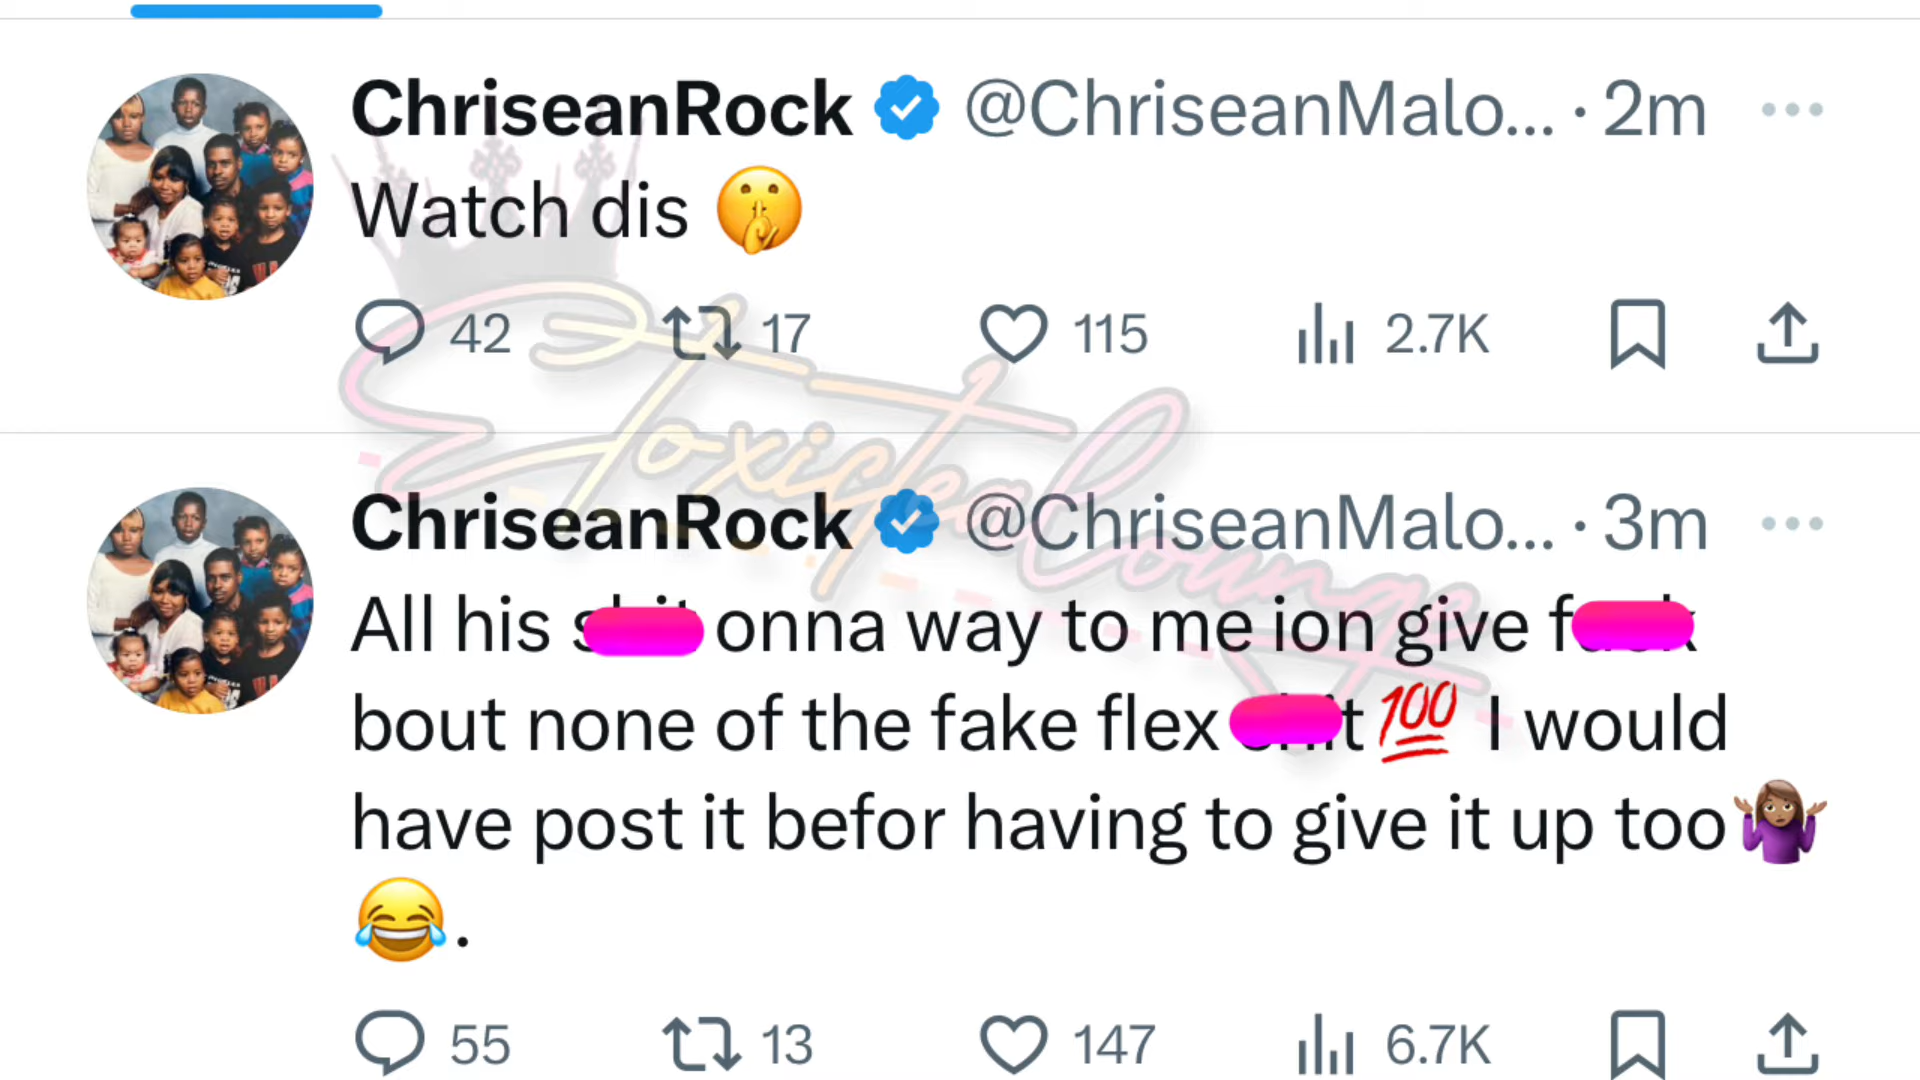 ChriseanRock @ChriseanMalo... · 2m
Watch dis 🤫
42 17 115 2.7K
ToxicTea Lounge
ChriseanRock @ChriseanMalo... · 3m
All his s onna way to me ion give f k
bout none of the fake flex t 💯 I would
have post it befor having to give it up too🤷🏽‍♀️
😂.
55 13 147 6.7K